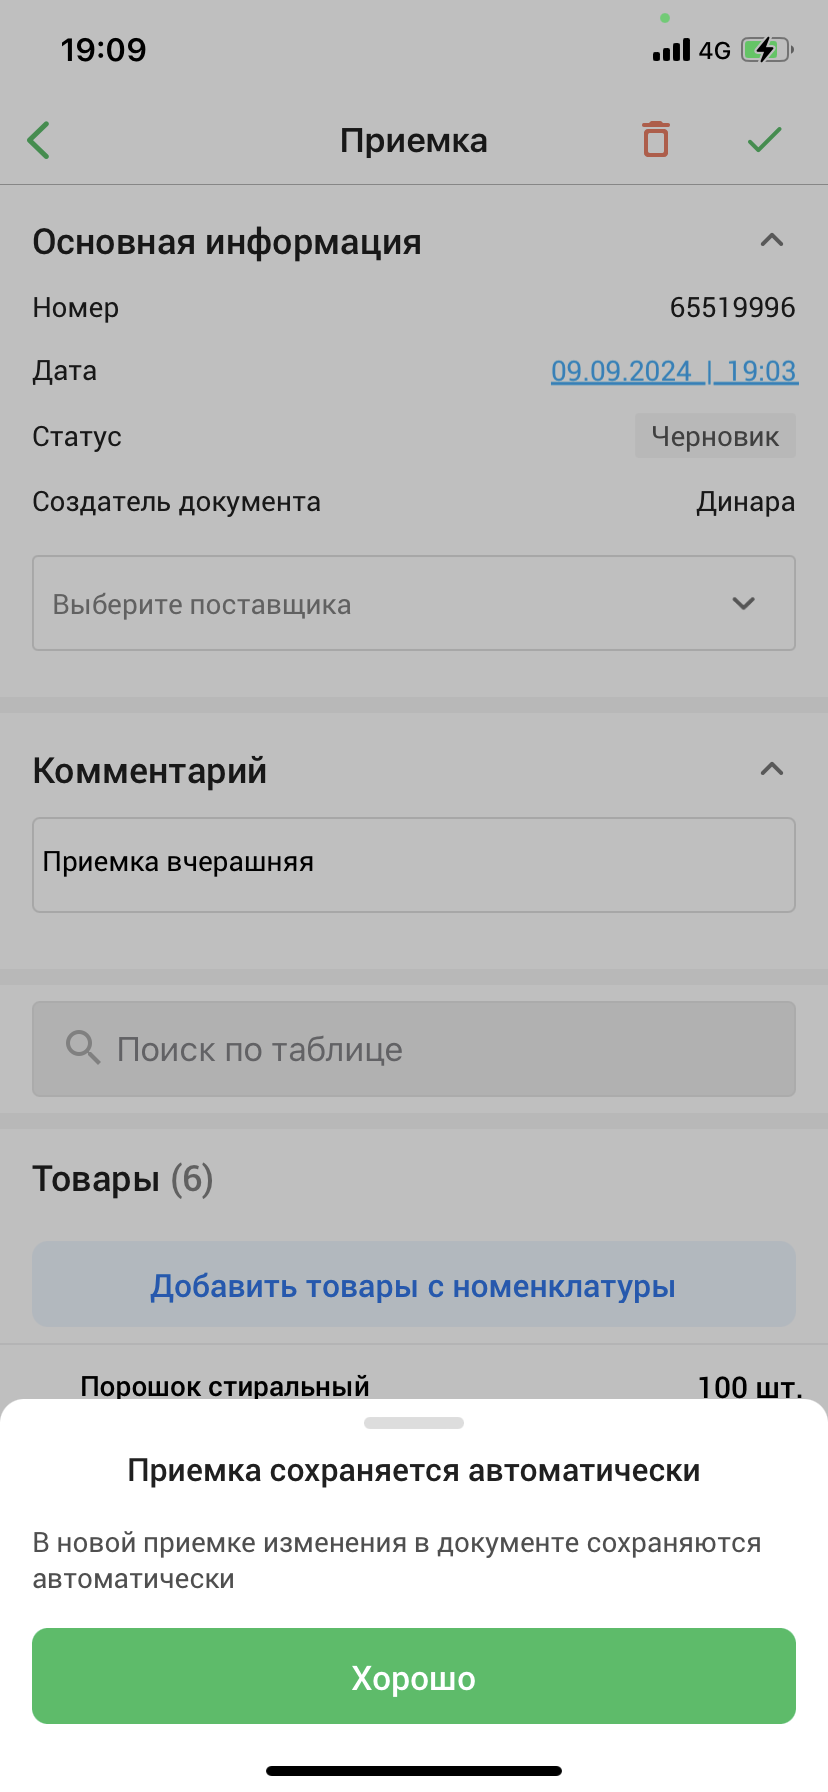 19:09
4G
Приемка
Основная информация
Номер 65519996
Дата 09.09.2024 | 19:03
Статус Черновик
Создатель документа Динара
Выберите поставщика
Комментарий
Приемка вчерашняя
Поиск по таблице
Товары (6)
Добавить товары с номенклатуры
Порошок стиральный 100 шт.
Приемка сохраняется автоматически
В новой приемке изменения в документе сохраняются
автоматически
Хорошо